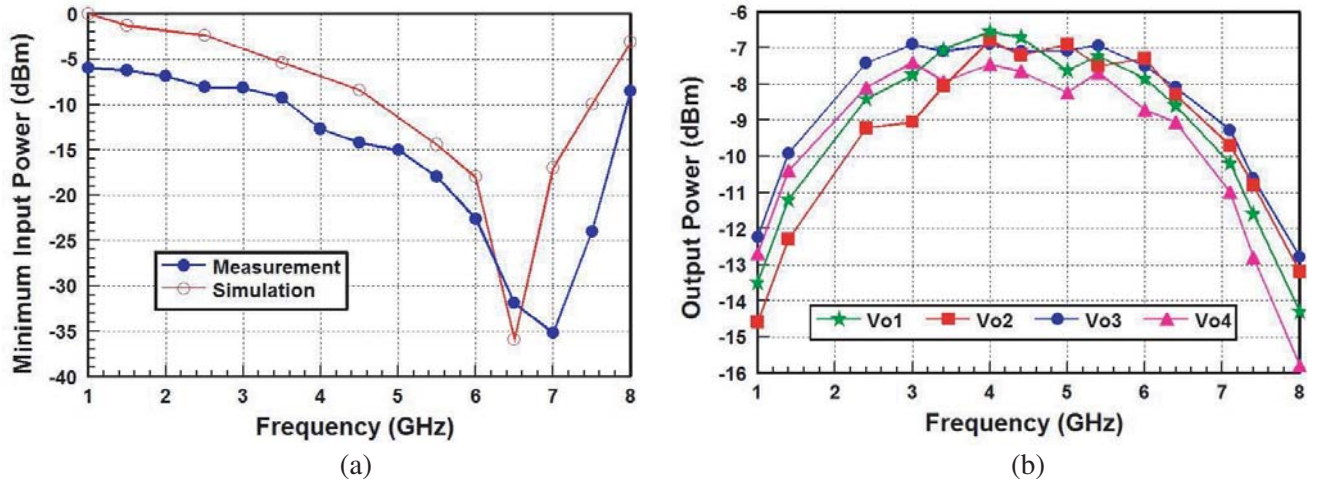 0
-5
-10
-15
-20
-25
-30
-35
-40
Minimum Input Power (dBm)
Measurement
Simulation
1 2 3 4 5 6 7 8
Frequency (GHz)
(a)
-6
-7
-8
-9
-10
-11
-12
-13
-14
-15
-16
Output Power (dBm)
Vo1 Vo2 Vo3 Vo4
1 2 3 4 5 6 7 8
Frequency (GHz)
(b)